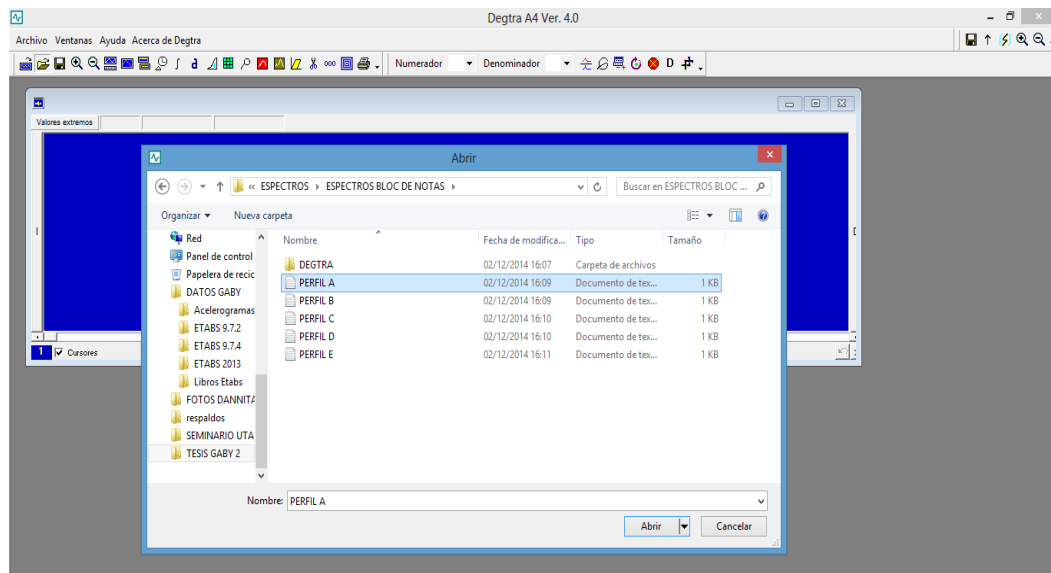 Degtra A4 Ver. 4.0
Archivo Ventanas Ayuda Acerca de Degtra
Numerador Denominador D
Valores extremos
Abrir
« ESPECTROS ▸ ESPECTROS BLOC DE NOTAS ▸ Buscar en ESPECTROS BLOC ...
Organizar Nueva carpeta
Red
Panel de control
Papelera de recic
DATOS GABY
Acelerogramas
ETABS 9.7.2
ETABS 9.7.4
ETABS 2013
Libros Etabs
FOTOS DANNITA
respaldos
SEMINARIO UTA
TESIS GABY 2
Nombre Fecha de modifica... Tipo Tamaño
DEGTRA 02/12/2014 16:07 Carpeta de archivos
PERFIL A 02/12/2014 16:09 Documento de tex... 1 KB
PERFIL B 02/12/2014 16:09 Documento de tex... 1 KB
PERFIL C 02/12/2014 16:10 Documento de tex... 1 KB
PERFIL D 02/12/2014 16:10 Documento de tex... 1 KB
PERFIL E 02/12/2014 16:11 Documento de tex... 1 KB
1 Cursores
Nombre: PERFIL A
Abrir Cancelar